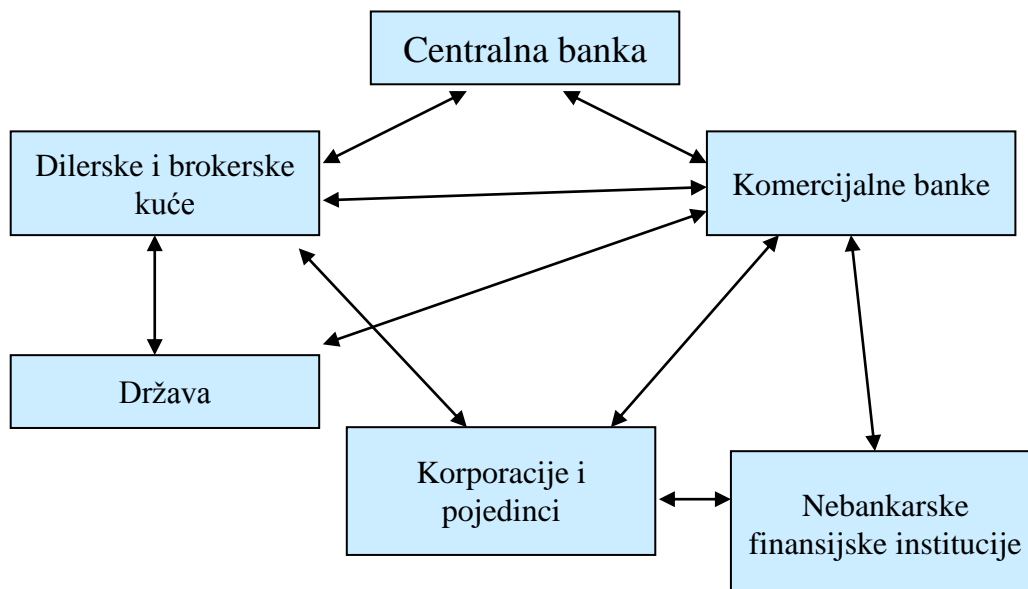 Centralna banka
Dilerske i brokerske
kuće
Komercijalne banke
Država
Korporacije i
pojedinci
Nebankarske
finansijske institucije